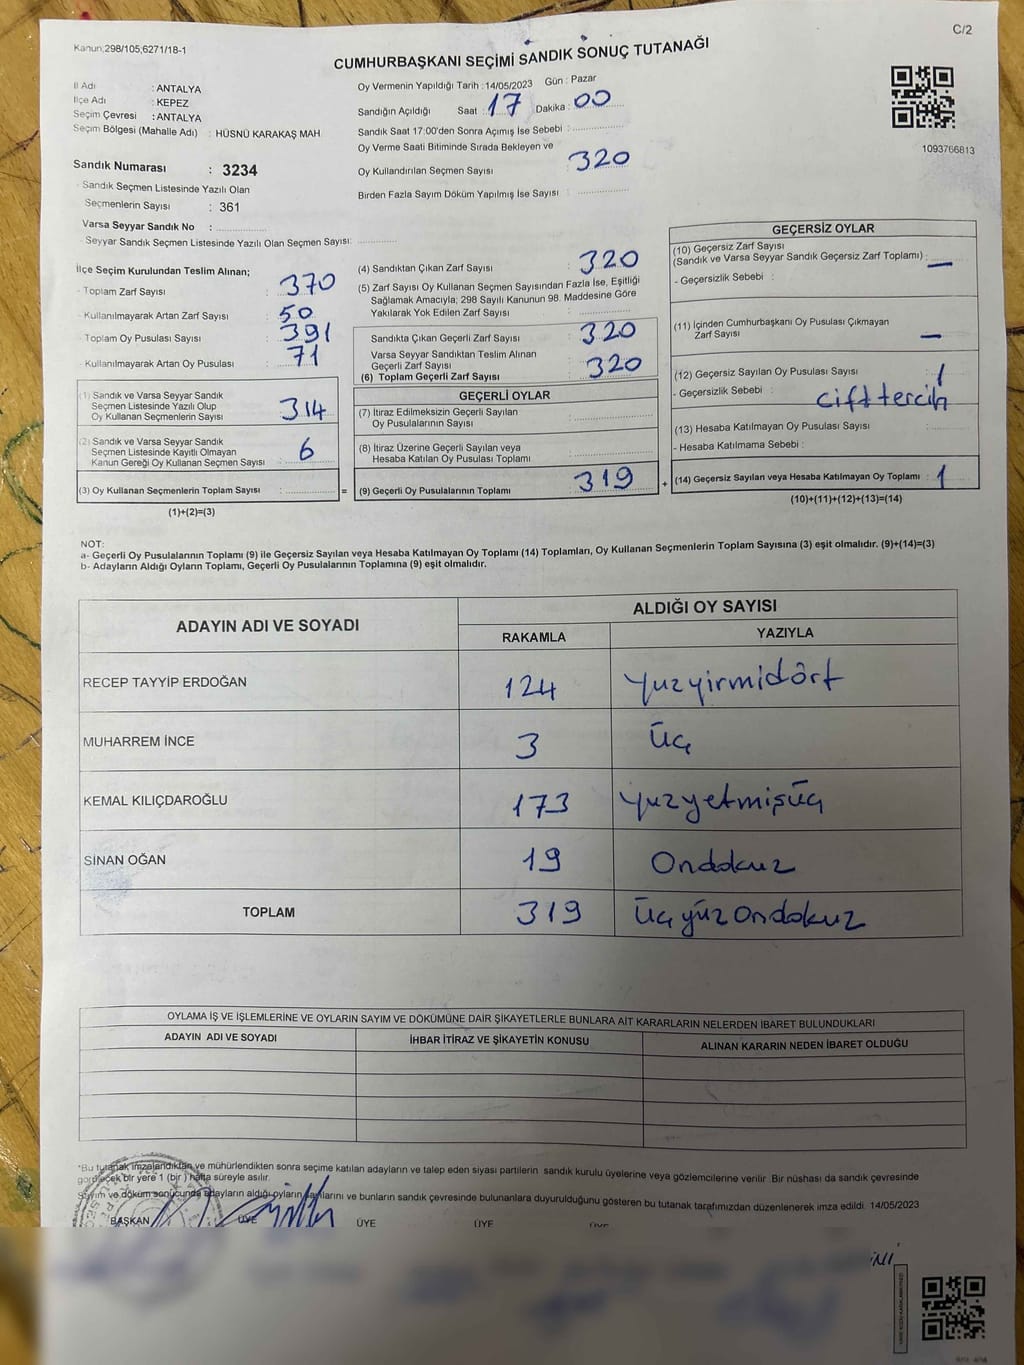 C/2
Kanun;298/105;6271/18-1
CUMHURBAŞKANI SEÇİMİ SANDIK SONUÇ TUTANAĞI
İl Adı : ANTALYA
İlçe Adı : KEPEZ
Seçim Çevresi : ANTALYA
Seçim Bölgesi (Mahalle Adı) : HÜSNÜ KARAKAŞ MAH
Sandık Numarası : 3234
- Sandık Seçmen Listesinde Yazılı Olan
Seçmenlerin Sayısı : 361
Varsa Seyyar Sandık No :
- Seyyar Sandık Seçmen Listesinde Yazılı Olan Seçmen Sayısı:
Oy Vermenin Yapıldığı Tarih : 14/05/2023 Gün : Pazar
Sandığın Açıldığı Saat : 17 Dakika : 00
Sandık Saat 17:00'den Sonra Açımış İse Sebebi :
Oy Verme Saati Bitiminde Sırada Bekleyen ve
Oy Kullandırılan Seçmen Sayısı 320
Birden Fazla Sayım Döküm Yapılmış İse Sayısı :
1093766813
İlçe Seçim Kurulundan Teslim Alınan;
- Toplam Zarf Sayısı : 370
- Kullanılmayarak Artan Zarf Sayısı : 50
- Toplam Oy Pusulası Sayısı : 391
- Kullanılmayarak Artan Oy Pusulası : 71
(1) Sandık ve Varsa Seyyar Sandık
Seçmen Listesinde Yazılı Olup
Oy Kullanan Seçmenlerin Sayısı : 314
(2) Sandık ve Varsa Seyyar Sandık
Seçmen Listesinde Kayıtlı Olmayan
Kanun Gereği Oy Kullanan Seçmen Sayısı : 6
(3) Oy Kullanan Seçmenlerin Toplam Sayısı : =
(1)+(2)=(3)
(4) Sandıktan Çıkan Zarf Sayısı 320
(5) Zarf Sayısı Oy Kullanan Seçmen Sayısından Fazla İse, Eşitliği
Sağlamak Amacıyla; 298 Sayılı Kanunun 98. Maddesine Göre
Yakılarak Yok Edilen Zarf Sayısı :
Sandıkta Çıkan Geçerli Zarf Sayısı : 320
Varsa Seyyar Sandıktan Teslim Alınan
Geçerli Zarf Sayısı :
(6) Toplam Geçerli Zarf Sayısı : 320
GEÇERLİ OYLAR
(7) İtiraz Edilmeksizin Geçerli Sayılan
Oy Pusulalarının Sayısı :
(8) İtiraz Üzerine Geçerli Sayılan veya
Hesaba Katılan Oy Pusulası Toplamı :
(9) Geçerli Oy Pusulalarının Toplamı : 319 +
GEÇERSİZ OYLAR
(10) Geçersiz Zarf Sayısı
(Sandık ve Varsa Seyyar Sandık Geçersiz Zarf Toplamı) : —
- Geçersizlik Sebebi :
(11) İçinden Cumhurbaşkanı Oy Pusulası Çıkmayan
Zarf Sayısı : —
(12) Geçersiz Sayılan Oy Pusulası Sayısı : 1
- Geçersizlik Sebebi : çift tercih
(13) Hesaba Katılmayan Oy Pusulası Sayısı :
- Hesaba Katılmama Sebebi :
(14) Geçersiz Sayılan veya Hesaba Katılmayan Oy Toplamı : 1
(10)+(11)+(12)+(13)=(14)
NOT:
a- Geçerli Oy Pusulalarının Toplamı (9) ile Geçersiz Sayılan veya Hesaba Katılmayan Oy Toplamı (14) Toplamları, Oy Kullanan Seçmenlerin Toplam Sayısına (3) eşit olmalıdır. (9)+(14)=(3)
b- Adayların Aldığı Oyların Toplamı, Geçerli Oy Pusulalarının Toplamına (9) eşit olmalıdır.
ADAYIN ADI VE SOYADI ALDIĞI OY SAYISI
RAKAMLA YAZIYLA
RECEP TAYYİP ERDOĞAN 124 yuzyirmidört
MUHARREM İNCE 3 üç
KEMAL KILIÇDAROĞLU 173 yuzyetmişüç
SİNAN OĞAN 19 Ondokuz
TOPLAM 319 üçyüzOndokuz
OYLAMA İŞ VE İŞLEMLERİNE VE OYLARIN SAYIM VE DÖKÜMÜNE DAİR ŞİKAYETLERLE BUNLARA AİT KARARLARIN NELERDEN İBARET BULUNDUKLARI
ADAYIN ADI VE SOYADI İHBAR İTİRAZ VE ŞİKAYETİN KONUSU ALINAN KARARIN NEDEN İBARET OLDUĞU
*Bu tutanak imzalandıktan ve mühürlendikten sonra seçime katılan adayların ve talep eden siyasi partilerin sandık kurulu üyelerine veya gözlemcilerine verilir. Bir nüshası da sandık çevresinde
görülecek bir yere 1 (bir) hafta süreyle asılır.
Sayım ve döküm sonucunda adayların aldığı oyların sayılarını ve bunların sandık çevresinde bulunanlara duyurulduğunu gösteren bu tutanak tarafımızdan düzenlenerek imza edildi. 14/05/2023
BAŞKAN ÜYE ÜYE ÜYE ÜYE